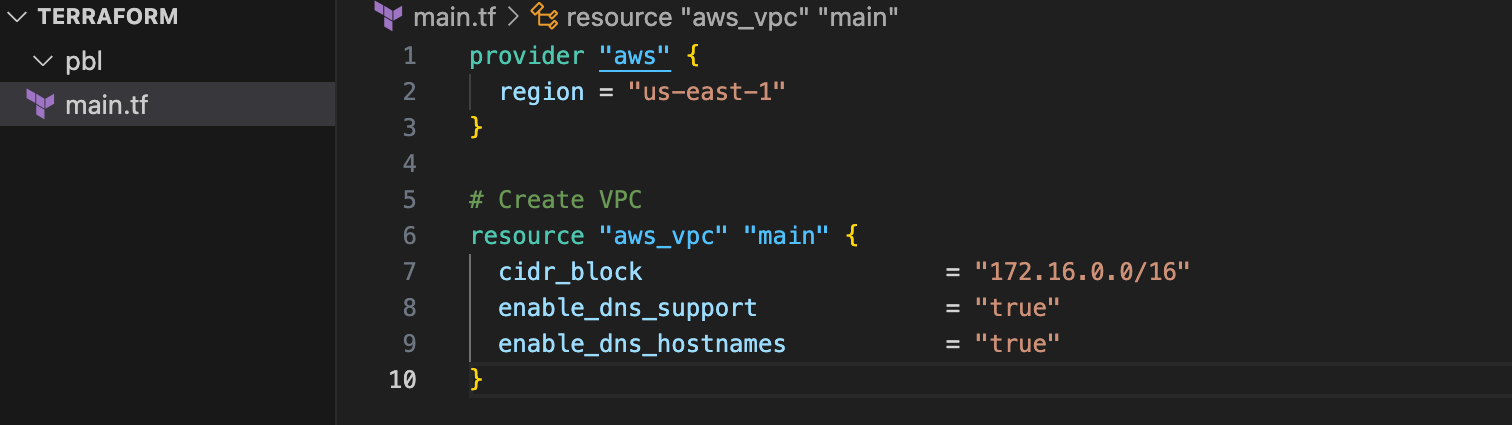 TERRAFORM
pbl
main.tf
main.tf > resource "aws_vpc" "main"
1 provider "aws" {
2   region = "us-east-1"
3 }
4
5 # Create VPC
6 resource "aws_vpc" "main" {
7   cidr_block                     = "172.16.0.0/16"
8   enable_dns_support             = "true"
9   enable_dns_hostnames           = "true"
10 }